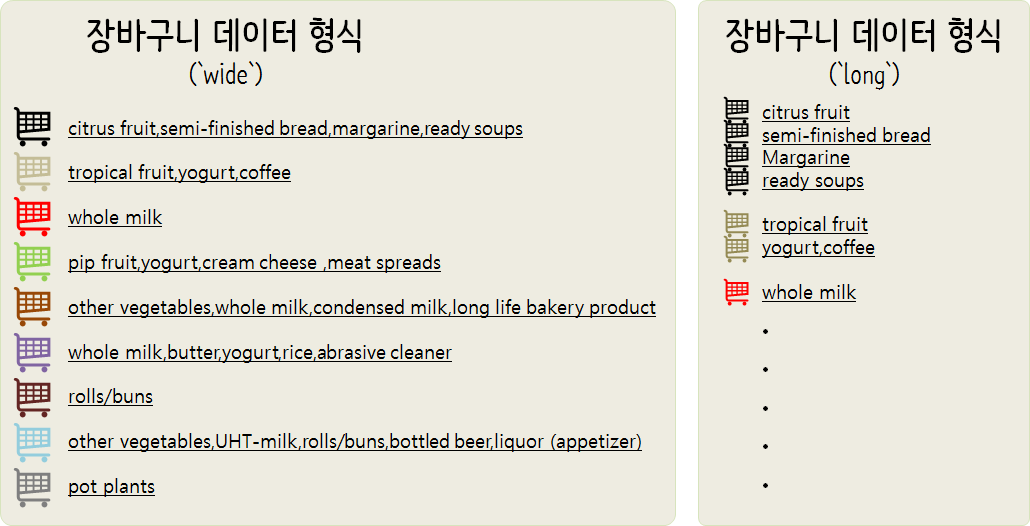 장바구니 데이터 형식
(`wide`)
citrus fruit,semi-finished bread,margarine,ready soups
tropical fruit,yogurt,coffee
whole milk
pip fruit,yogurt,cream cheese ,meat spreads
other vegetables,whole milk,condensed milk,long life bakery product
whole milk,butter,yogurt,rice,abrasive cleaner
rolls/buns
other vegetables,UHT-milk,rolls/buns,bottled beer,liquor (appetizer)
pot plants
장바구니 데이터 형식
(`long`)
citrus fruit
semi-finished bread
Margarine
ready soups
tropical fruit
yogurt,coffee
whole milk